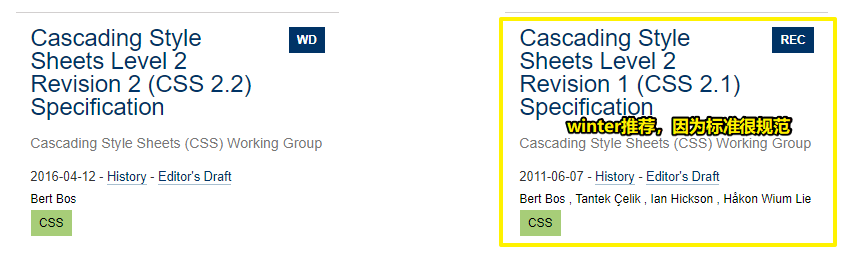 Cascading Style
Sheets Level 2
Revision 2 (CSS 2.2)
Specification
WD
Cascading Style Sheets (CSS) Working Group
2016-04-12 - History - Editor's Draft
Bert Bos
CSS
Cascading Style
Sheets Level 2
Revision 1 (CSS 2.1)
Specification
REC
winter推荐，因为标准很规范
Cascading Style Sheets (CSS) Working Group
2011-06-07 - History - Editor's Draft
Bert Bos , Tantek Çelik , Ian Hickson , Håkon Wium Lie
CSS